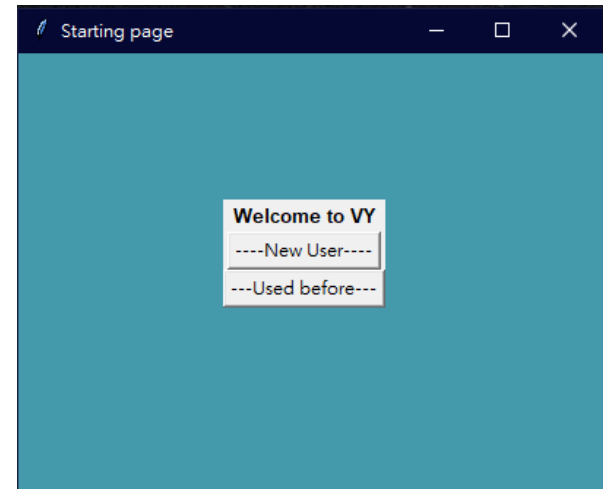 Starting page
Welcome to VY
----New User----
---Used before---